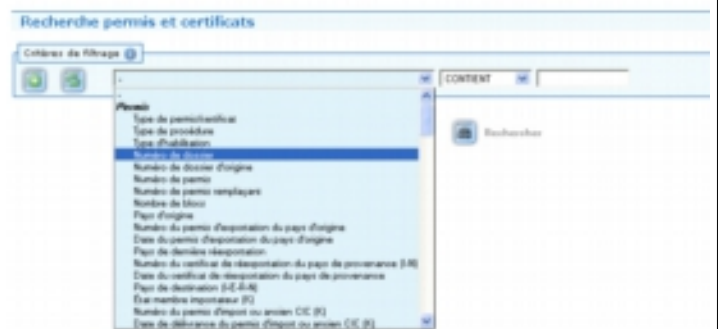 Recherche permis et certificats
Critères de filtrage
-
CONTIENT
-
Permis
Type de permis/certificat
Type de procédure
Type d'habilitation
Numéro de dossier
Rechercher
Numéro de dossier d'origine
Numéro de permis
Numéro de permis remplaçant
Nombre de blocs
Pays d'origine
Numéro du permis d'exportation du pays d'origine
Date du permis d'exportation du pays d'origine
Pays de dernière réexportation
Numéro du certificat de réexportation du pays de provenance (I-N)
Date du certificat de réexportation du pays de provenance
Pays de destination (I-E-R-N)
État membre importateur (K)
Numéro du permis d'import ou ancien CIC (K)
Date de délivrance du permis d'import ou ancien CIC (K)